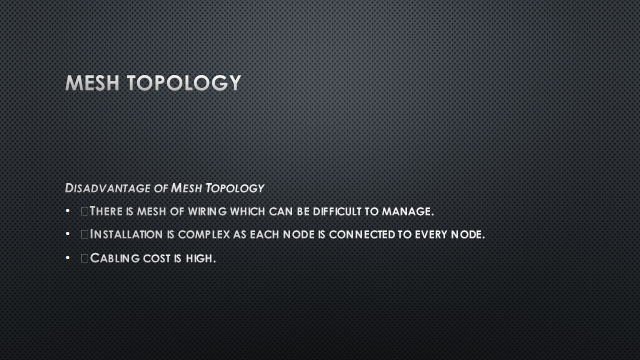 MESH TOPOLOGY
DISADVANTAGE OF MESH TOPOLOGY
• □THERE IS MESH OF WIRING WHICH CAN BE DIFFICULT TO MANAGE.
• □INSTALLATION IS COMPLEX AS EACH NODE IS CONNECTED TO EVERY NODE.
• □CABLING COST IS HIGH.